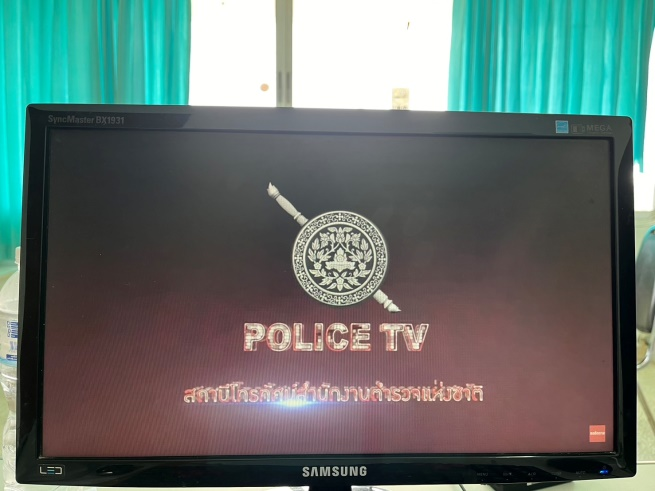 SyncMaster BX1931
MEGA
POLICE TV
สถานีโทรทัศน์สำนักงานตำรวจแห่งชาติ
LED
SAMSUNG